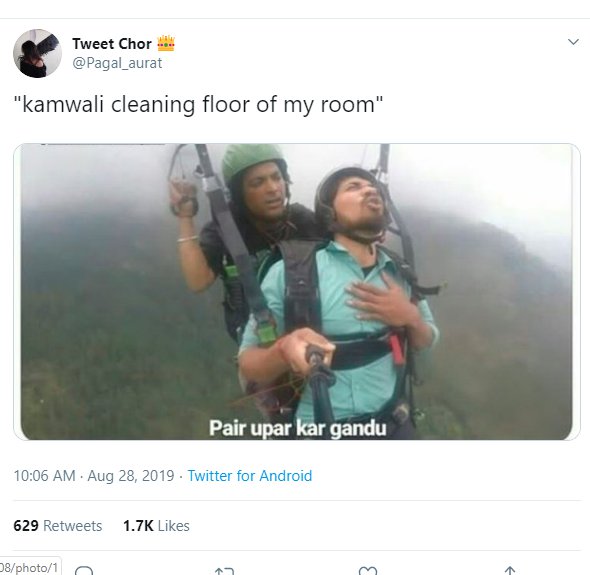 Tweet Chor 👑
@Pagal_aurat
"kamwali cleaning floor of my room"
Pair upar kar gandu
10:06 AM · Aug 28, 2019 · Twitter for Android
629 Retweets 1.7K Likes
08/photo/1